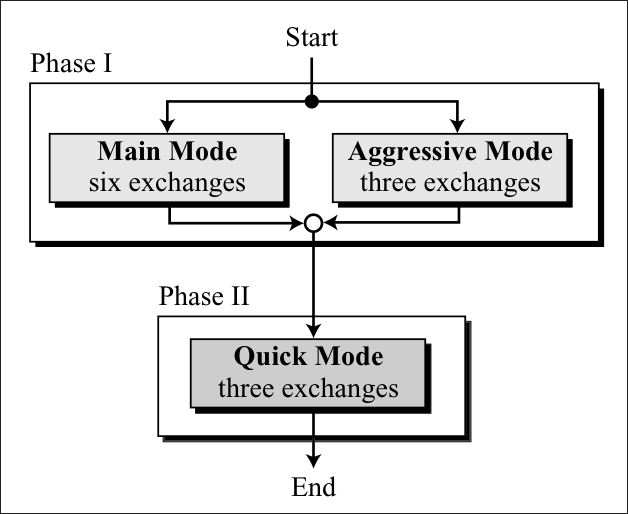 Start
Phase I
Main Mode
six exchanges
Aggressive Mode
three exchanges
Phase II
Quick Mode
three exchanges
End